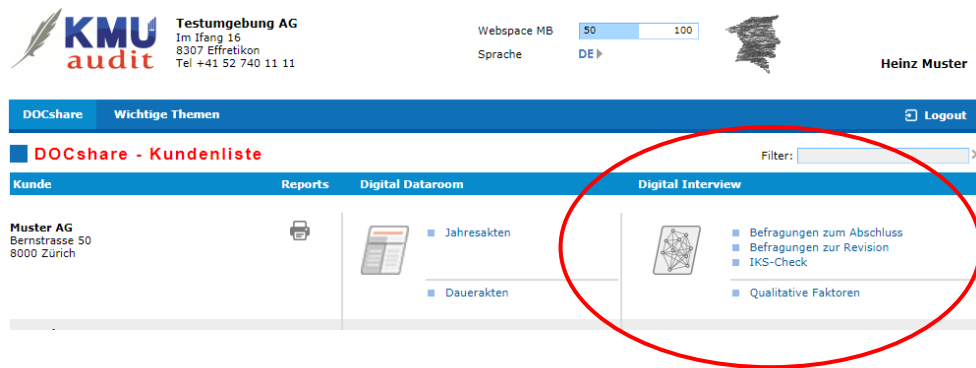 KMU
audit
Testumgebung AG
Im Ifang 16
8307 Effretikon
Tel +41 52 740 11 11
Webspace MB 50 100
Sprache DE
Heinz Muster
DOCshare Wichtige Themen Logout
DOCshare - Kundenliste Filter:
Kunde Reports Digital Dataroom Digital Interview
Muster AG
Bernstrasse 50
8000 Zürich
Jahresakten
Dauerakten
Befragungen zum Abschluss
Befragungen zur Revision
IKS-Check
Qualitative Faktoren